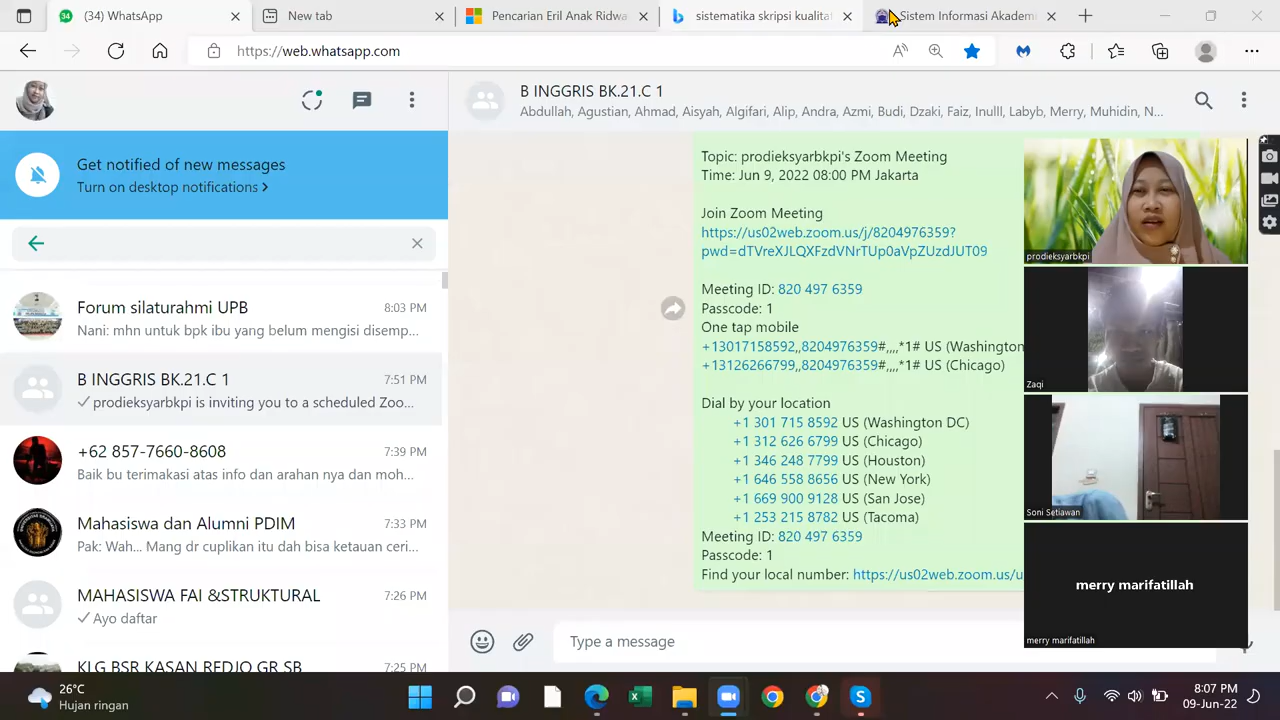 (34) WhatsApp
New tab
Pencarian Eril Anak Ridwa
sistematika skripsi kualitat
Sistem Informasi Akadem
https://web.whatsapp.com
Get notified of new messages
Turn on desktop notifications >
Forum silaturahmi UPB
8:03 PM
Nani: mhn untuk bpk ibu yang belum mengisi disemp...
B INGGRIS BK.21.C 1
7:51 PM
prodieksyarbkpi is inviting you to a scheduled Zoo...
+62 857-7660-8608
7:39 PM
Baik bu terimakasi atas info dan arahan nya dan moh...
Mahasiswa dan Alumni PDIM
7:33 PM
Pak: Wah... Mang dr cuplikan itu dah bisa ketauan ceri...
MAHASISWA FAI &STRUKTURAL
7:26 PM
Ayo daftar
KLG BSR KASAN REDJO GR SB
7:25 PM
B INGGRIS BK.21.C 1
Abdullah, Agustian, Ahmad, Aisyah, Algifari, Alip, Andra, Azmi, Budi, Dzaki, Faiz, Inulll, Labyb, Merry, Muhidin, N...
Topic: prodieksyarbkpi's Zoom Meeting
Time: Jun 9, 2022 08:00 PM Jakarta
Join Zoom Meeting
https://us02web.zoom.us/j/8204976359?
pwd=dTVreXJLQXFzdVNrTUp0aVpZUzdJUT09
Meeting ID: 820 497 6359
Passcode: 1
One tap mobile
+13017158592,,8204976359#,,,,*1# US (Washington
+13126266799,,8204976359#,,,,*1# US (Chicago)
Dial by your location
+1 301 715 8592 US (Washington DC)
+1 312 626 6799 US (Chicago)
+1 346 248 7799 US (Houston)
+1 646 558 8656 US (New York)
+1 669 900 9128 US (San Jose)
+1 253 215 8782 US (Tacoma)
Meeting ID: 820 497 6359
Passcode: 1
Find your local number: https://us02web.zoom.us/u
Type a message
prodieksyarbkpi
Zaqi
Soni Setiawan
merry marifatillah
merry marifatillah
26°C
Hujan ringan
8:07 PM
09-Jun-22